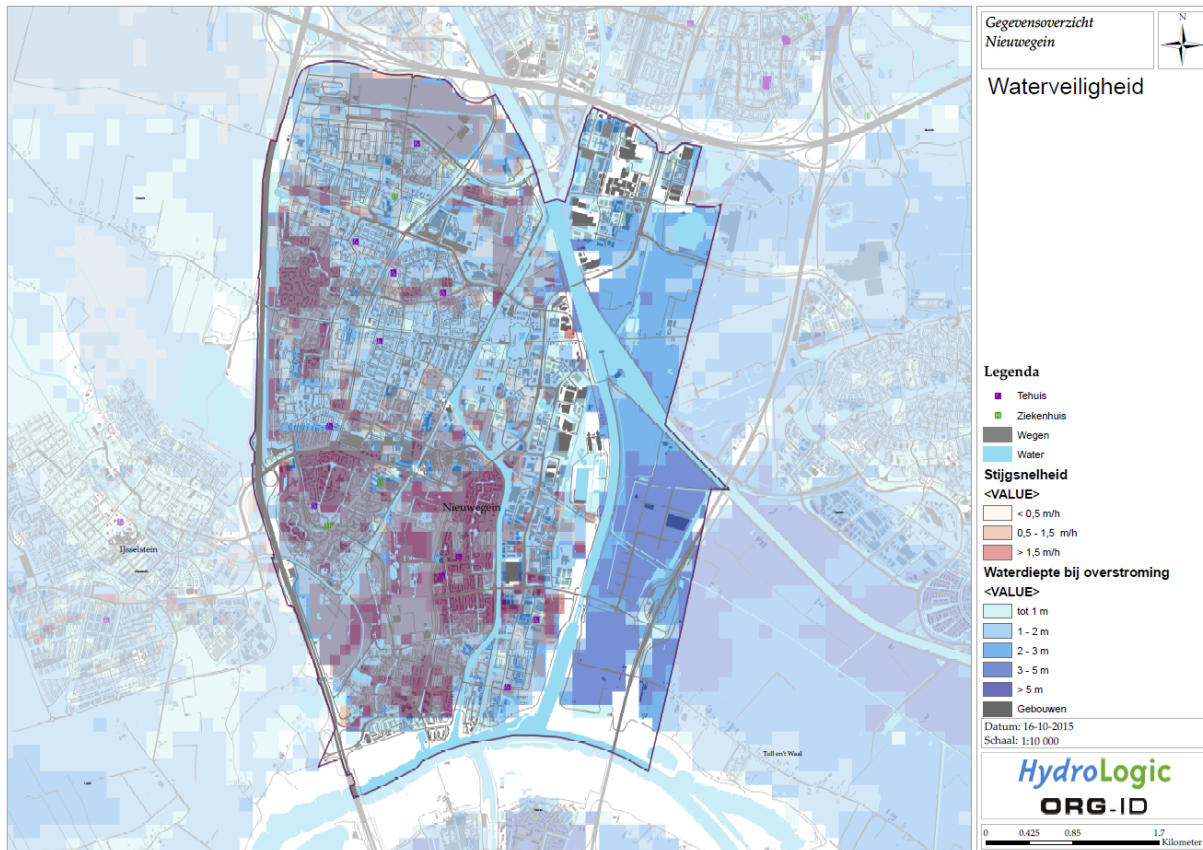 Gegevensoverzicht
Nieuwegein
N
Waterveiligheid
Legenda
Tehuis
Ziekenhuis
Wegen
Water
Stijgsnelheid
<VALUE>
< 0,5 m/h
0,5 - 1,5 m/h
> 1,5 m/h
Waterdiepte bij overstroming
<VALUE>
tot 1 m
1 - 2 m
2 - 3 m
3 - 5 m
> 5 m
Gebouwen
Datum: 16-10-2015
Schaal: 1:10 000
HydroLogic
ORG-ID
0 0.425 0.85 1.7
Kilometer
Nieuwegein
IJsselstein
Tull en't Waal